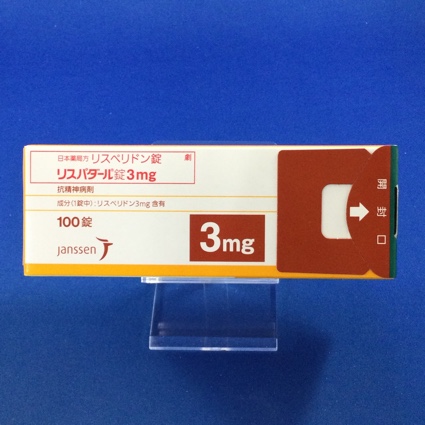 日本薬局方 リスペリドン錠 劇
リスパダール錠3mg
抗精神病剤
成分(1錠中):リスペリドン3mg 含有
100錠
janssen
3mg
開封口